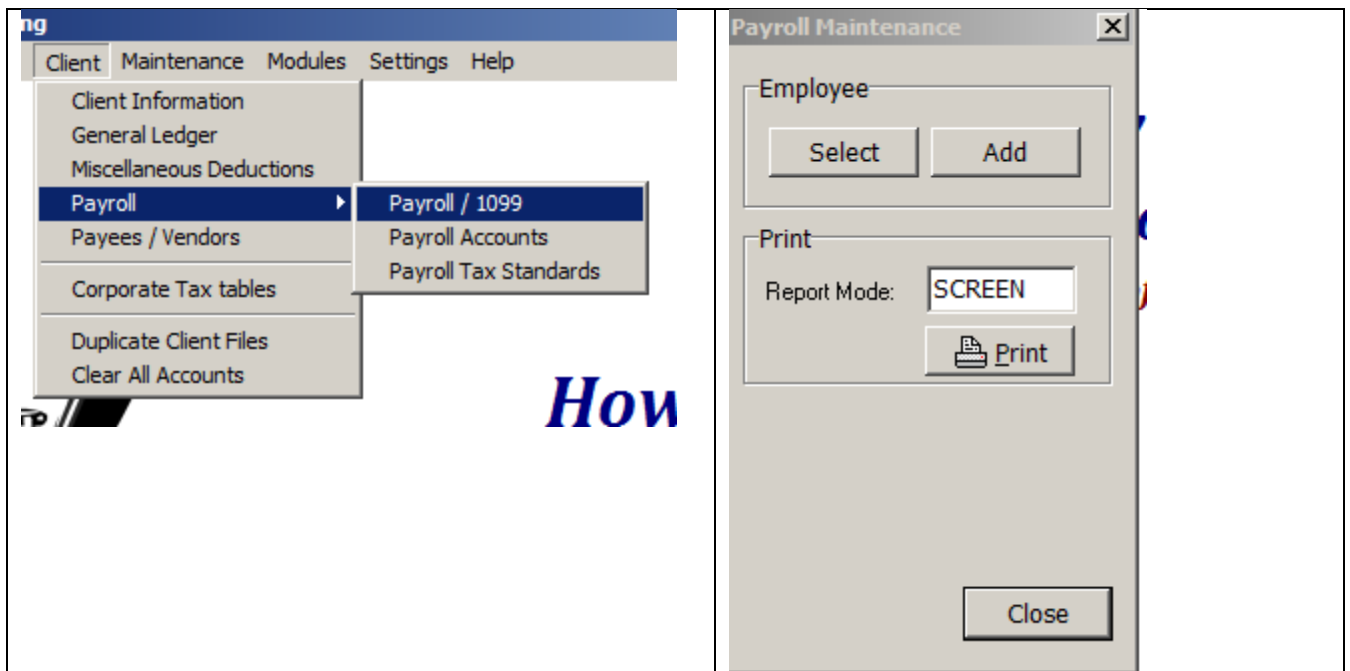 ng
Client Maintenance Modules Settings Help
Client Information
General Ledger
Miscellaneous Deductions
Payroll
Payees / Vendors
Corporate Tax tables
Duplicate Client Files
Clear All Accounts
Payroll / 1099
Payroll Accounts
Payroll Tax Standards
How
Payroll Maintenance
Employee
Select Add
Print
Report Mode: SCREEN
Print
Close